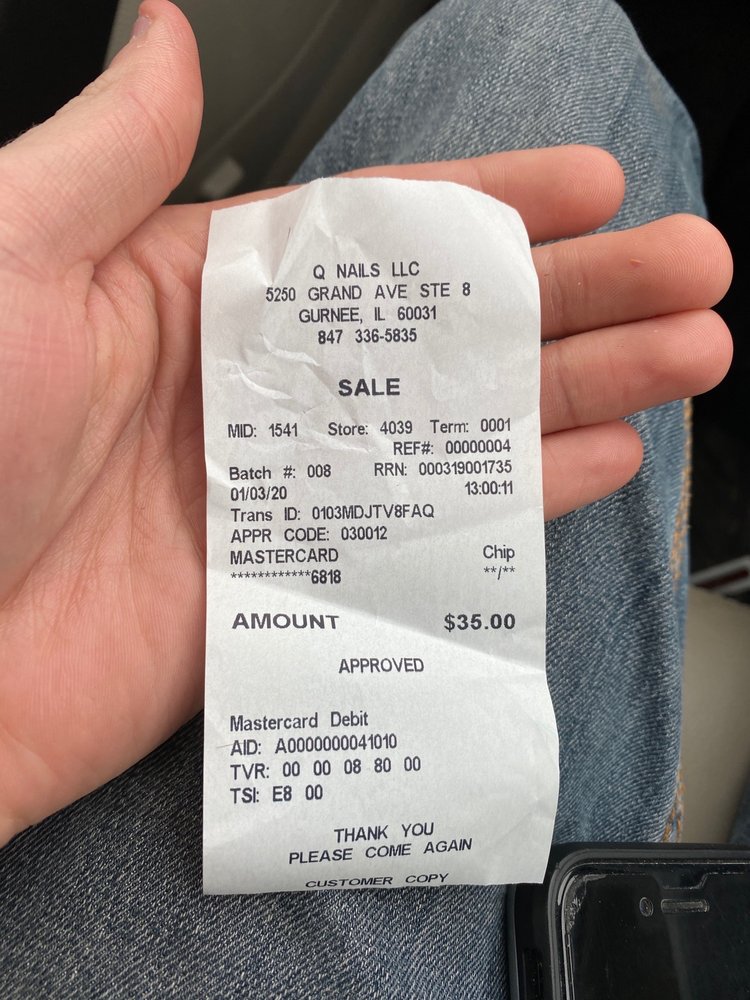 Q NAILS LLC
5250 GRAND AVE STE 8
GURNEE, IL 60031
847 336-5835
SALE
MID: 1541 Store: 4039 Term: 0001
REF#: 00000004
Batch #: 008 RRN: 000319001735
01/03/20 13:00:11
Trans ID: 0103MDJTV8FAQ
APPR CODE: 030012
MASTERCARD Chip
************6818 **/**
AMOUNT $35.00
APPROVED
Mastercard Debit
AID: A0000000041010
TVR: 00 00 08 80 00
TSI: E8 00
THANK YOU
PLEASE COME AGAIN
CUSTOMER COPY